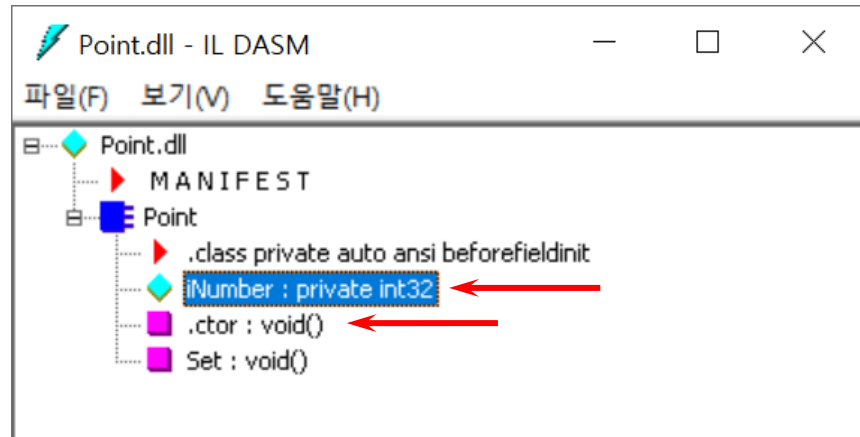 Point.dll - IL DASM
파일(F) 보기(V) 도움말(H)
Point.dll
M A N I F E S T
Point
.class private auto ansi beforefieldinit
iNumber : private int32
.ctor : void()
Set : void()